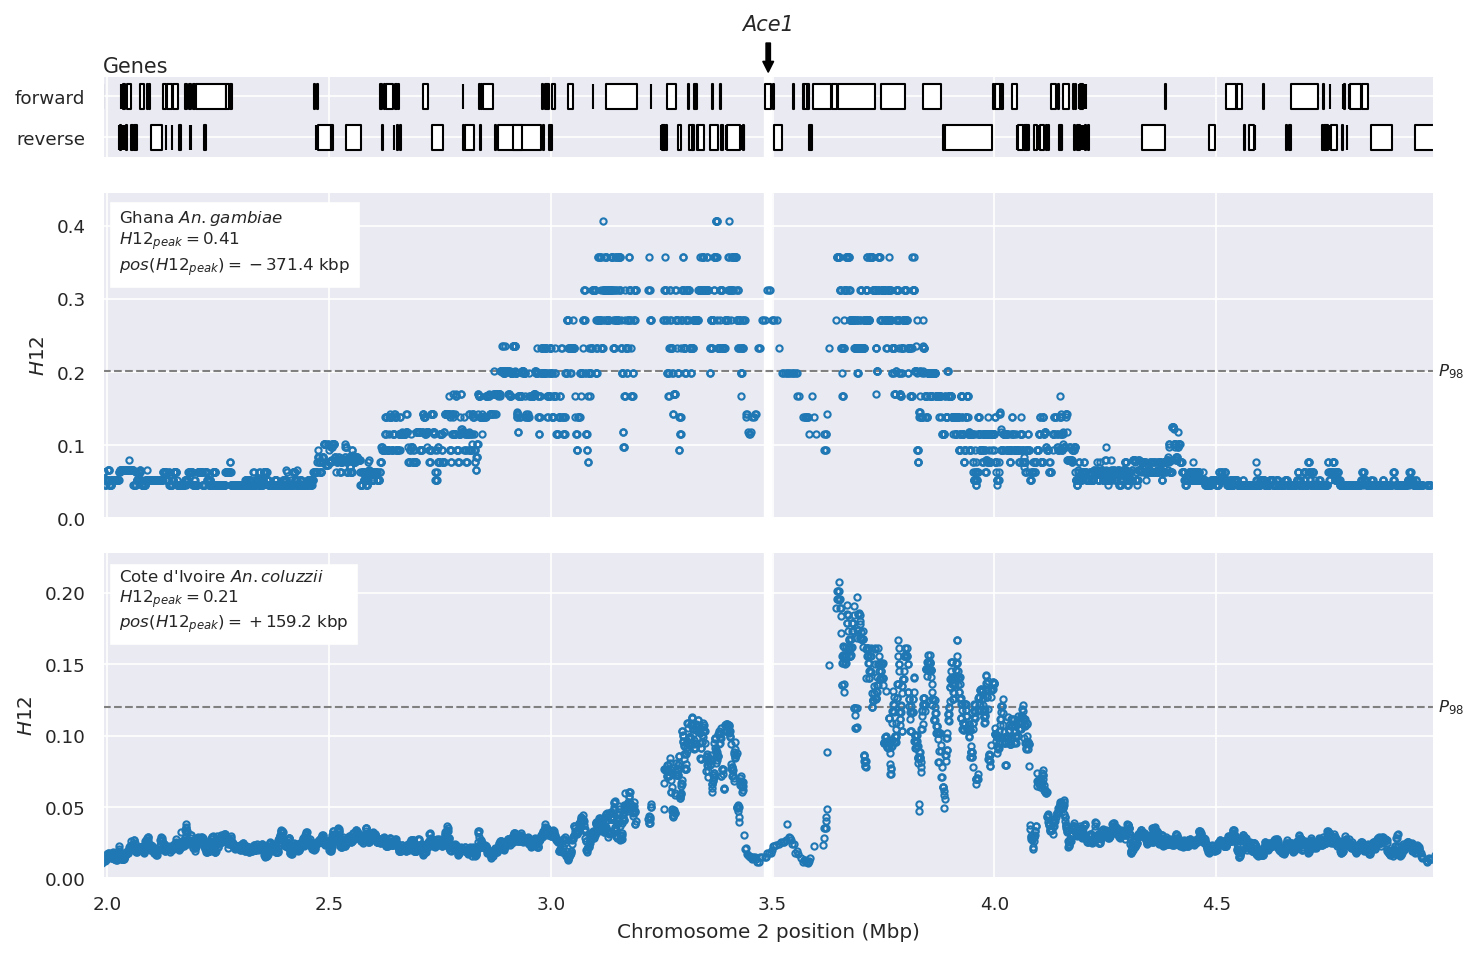 Ace1
Genes
forward
reverse
0.4
0.3
0.2
0.1
0.0
H12
Ghana An. gambiae
H12peak = 0.41
pos(H12peak) = − 371.4 kbp
P98
0.20
0.15
0.10
0.05
0.00
H12
Cote d'Ivoire An. coluzzii
H12peak = 0.21
pos(H12peak) = + 159.2 kbp
P98
2.0 2.5 3.0 3.5 4.0 4.5
Chromosome 2 position (Mbp)